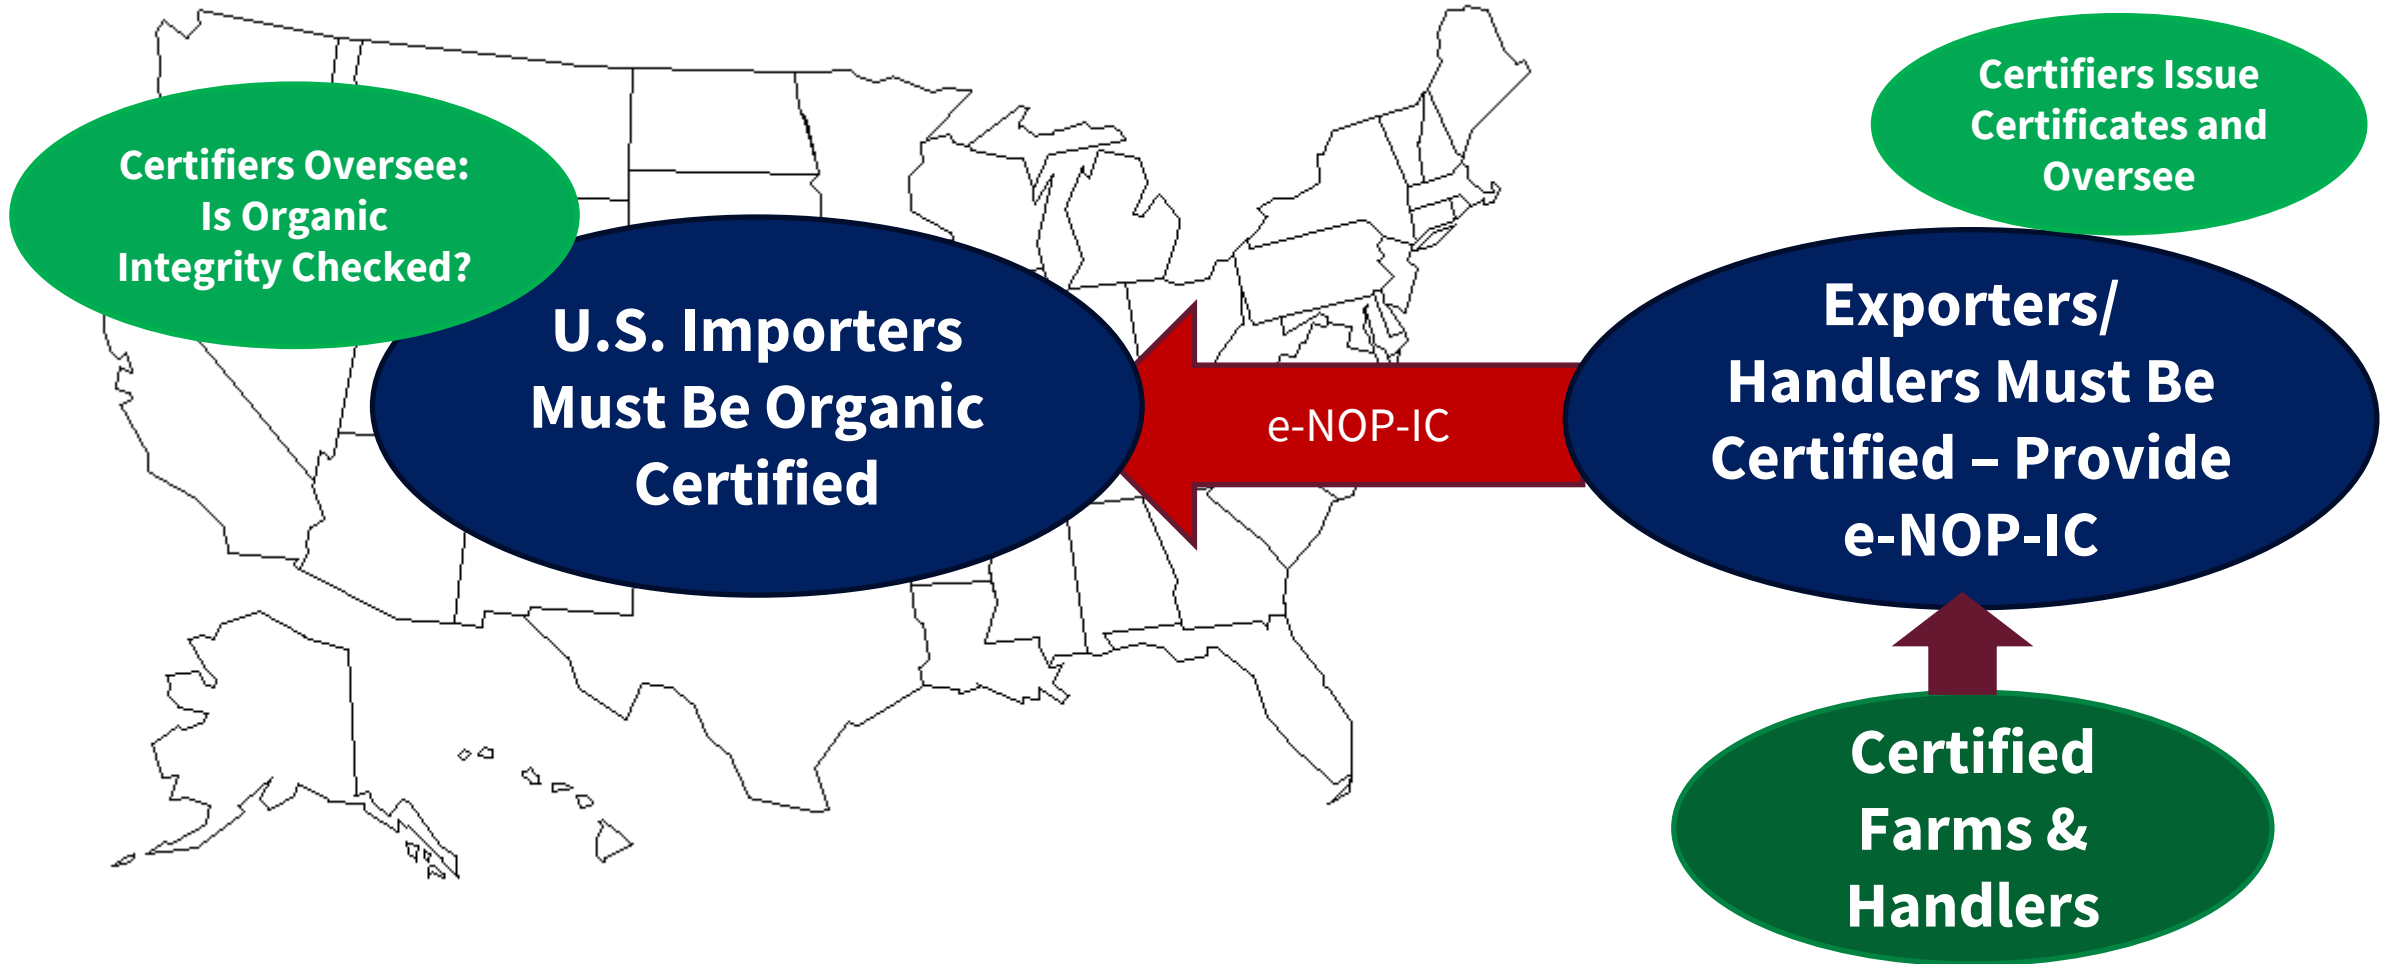 Certifiers Issue
Certificates and
Oversee
Certifiers Oversee:
Is Organic
Integrity Checked?
U.S. Importers
Must Be Organic
Certified
e-NOP-IC
Exporters/
Handlers Must Be
Certified – Provide
e-NOP-IC
Certified
Farms &
Handlers